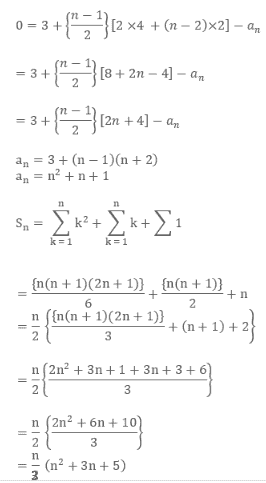 0 = 3 + {(n − 1)/2} [2 ×4 + (n − 2)×2] − aₙ
= 3 + {(n − 1)/2} [8 + 2n − 4] − aₙ
= 3 + {(n − 1)/2} [2n + 4] − aₙ
aₙ = 3 + (n − 1)(n + 2)
aₙ = n² + n + 1
Sₙ = ∑_{k=1}^{n} k² + ∑_{k=1}^{n} k + ∑ 1
= {n(n + 1)(2n + 1)}/6 + {n(n + 1)}/2 + n
= n/2 { {n(n + 1)(2n + 1)}/3 + (n + 1) + 2 }
= n/2 { (2n² + 3n + 1 + 3n + 3 + 6)/3 }
= n/2 { (2n² + 6n + 10)/3 }
= n/3 (n² + 3n + 5)